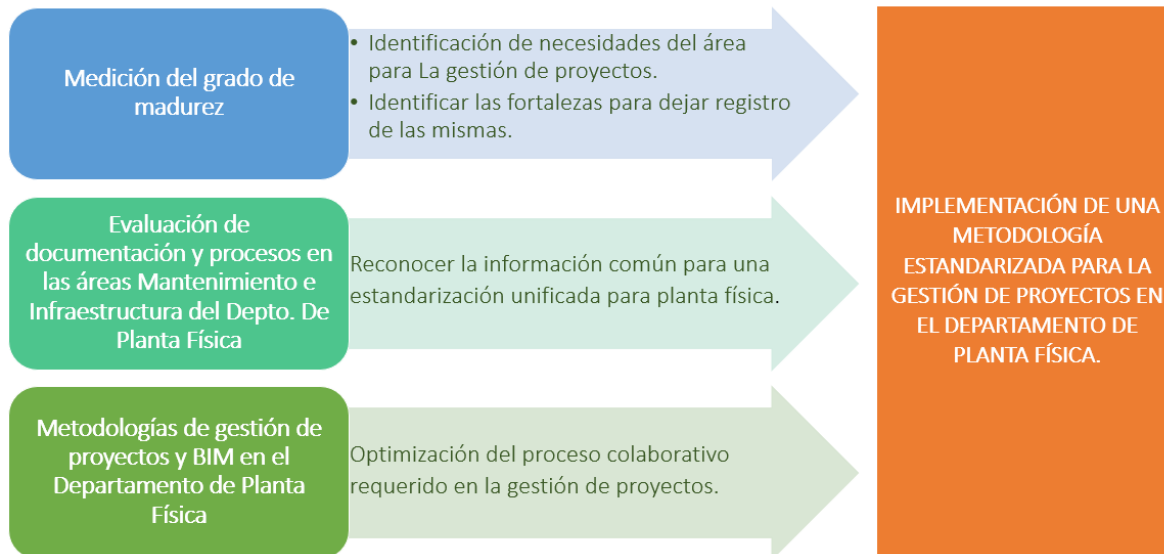 Medición del grado de
madurez
• Identificación de necesidades del área
para La gestión de proyectos.
• Identificar las fortalezas para dejar registro
de las mismas.
Evaluación de
documentación y procesos en
las áreas Mantenimiento e
Infraestructura del Depto. De
Planta Física
Reconocer la información común para una
estandarización unificada para planta física.
Metodologías de gestión de
proyectos y BIM en el
Departamento de Planta
Física
Optimización del proceso colaborativo
requerido en la gestión de proyectos.
IMPLEMENTACIÓN DE UNA
METODOLOGÍA
ESTANDARIZADA PARA LA
GESTIÓN DE PROYECTOS EN
EL DEPARTAMENTO DE
PLANTA FÍSICA.